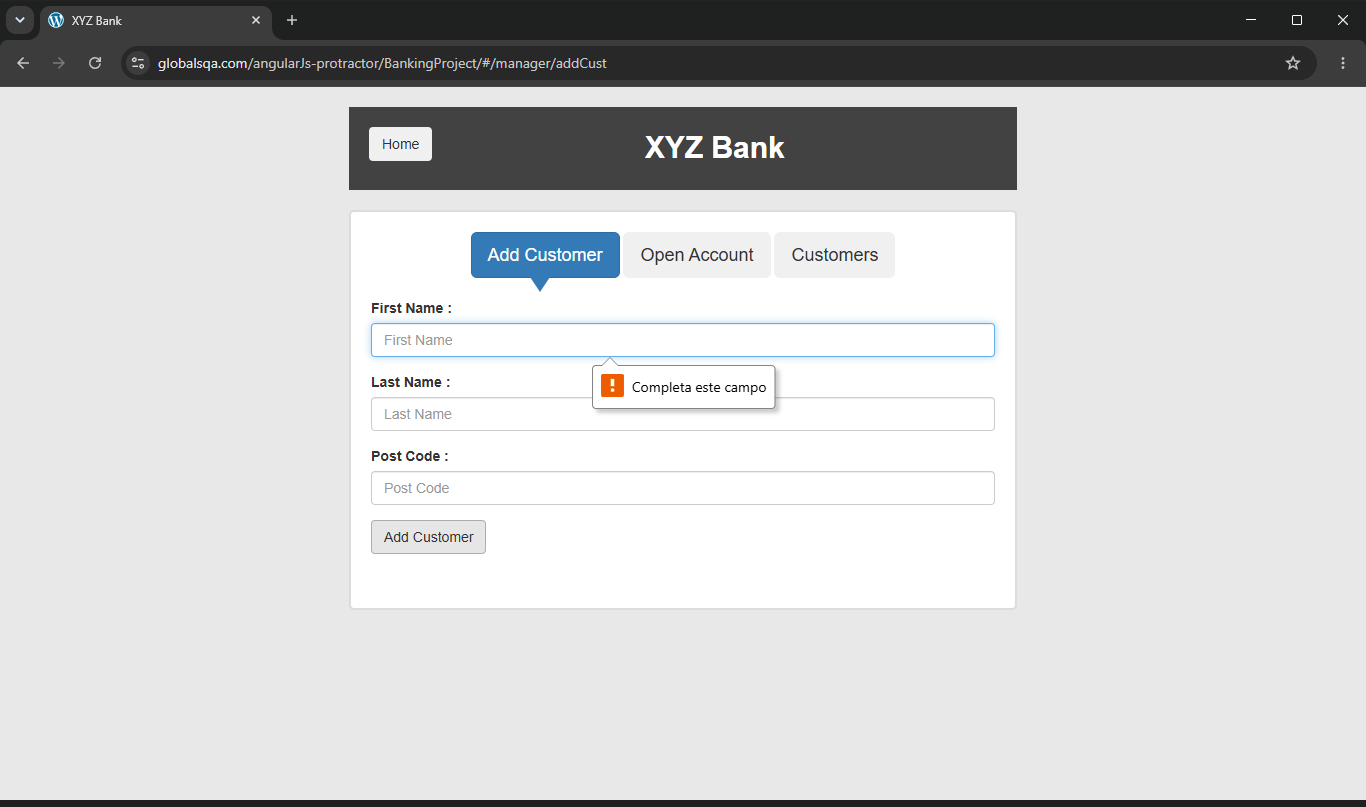 XYZ Bank
globalsqa.com/angularJs-protractor/BankingProject/#/manager/addCust
Home
XYZ Bank
Add Customer
Open Account
Customers
First Name :
First Name
Completa este campo
Last Name :
Last Name
Post Code :
Post Code
Add Customer